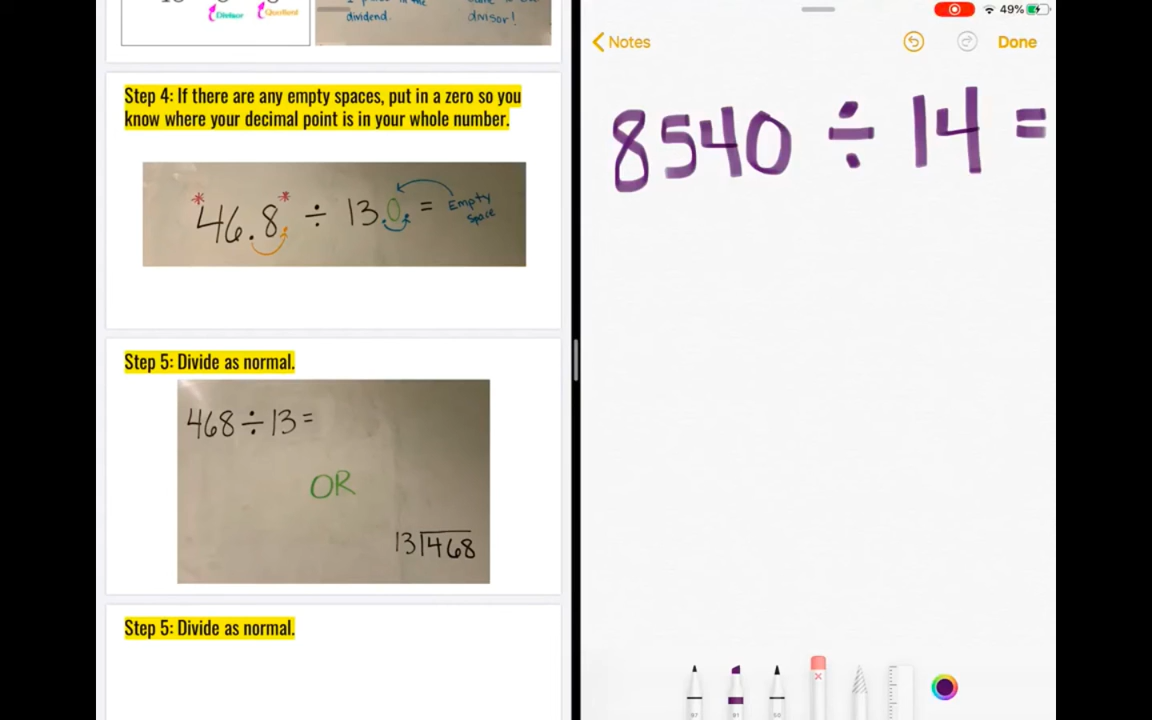 Divisor Quotient
dividend.
divisor!
Step 4: If there are any empty spaces, put in a zero so you
know where your decimal point is in your whole number.
*46.8* ÷ 13.0. = Empty
Space
Step 5: Divide as normal.
468÷13=
OR
13 468
Step 5: Divide as normal.
49%
Notes
Done
8540 ÷ 14 =